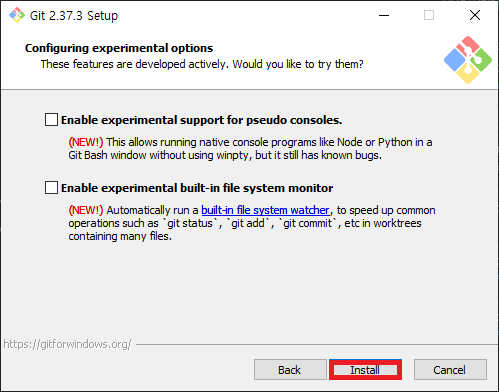 Git 2.37.3 Setup
Configuring experimental options
These features are developed actively. Would you like to try them?
Enable experimental support for pseudo consoles.
(NEW!) This allows running native console programs like Node or Python in a
Git Bash window without using winpty, but it still has known bugs.
Enable experimental built-in file system monitor
(NEW!) Automatically run a built-in file system watcher, to speed up common
operations such as `git status`, `git add`, `git commit`, etc in worktrees
containing many files.
https://gitforwindows.org/
Back
Install
Cancel